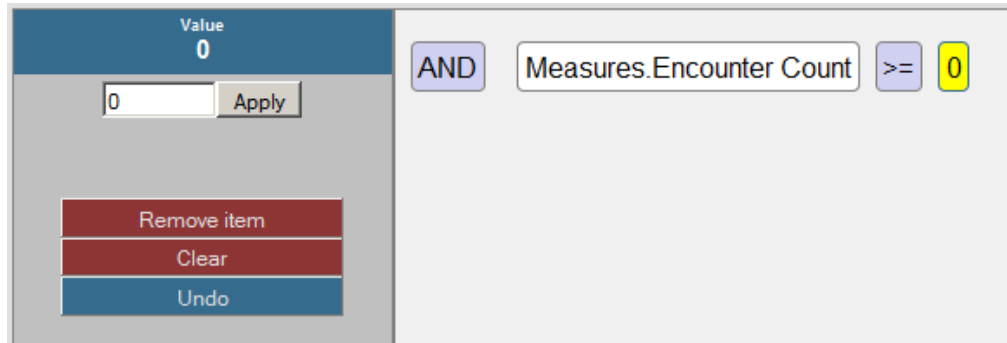 Value
0
0 Apply
Remove item
Clear
Undo
AND Measures.Encounter Count >= 0